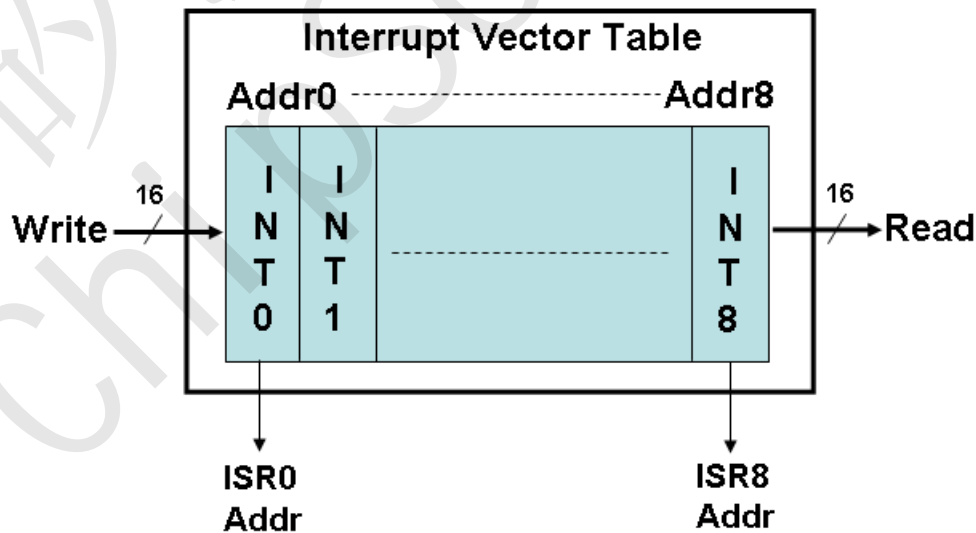 Interrupt Vector Table
Addr0 Addr8
I N T 0
I N T 1
I N T 8
16
Write
16
Read
ISR0 Addr
ISR8 Addr